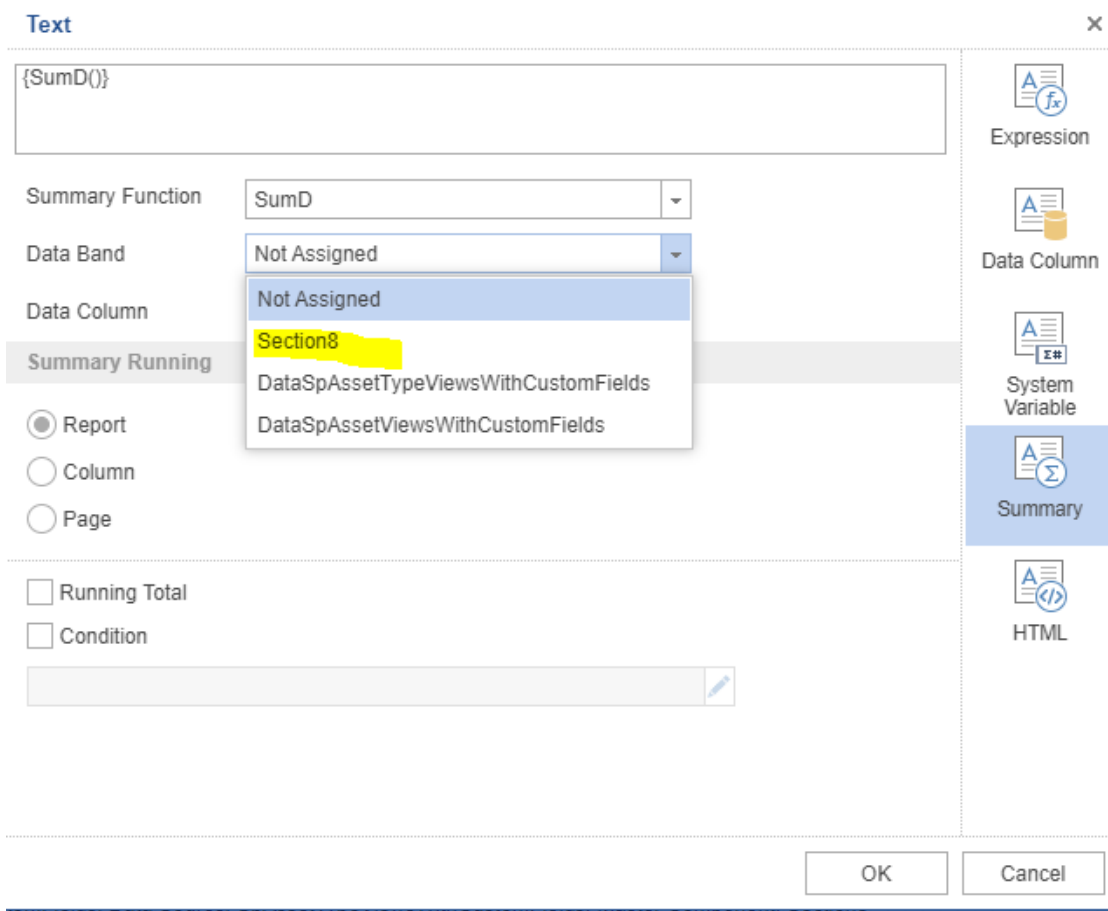 Text
{SumD()}
Summary Function
SumD
Data Band
Not Assigned
Data Column
Not Assigned
Section8
DataSpAssetTypeViewsWithCustomFields
DataSpAssetViewsWithCustomFields
Summary Running
Report
Column
Page
Running Total
Condition
OK
Cancel
Expression
Data Column
System
Variable
Summary
HTML